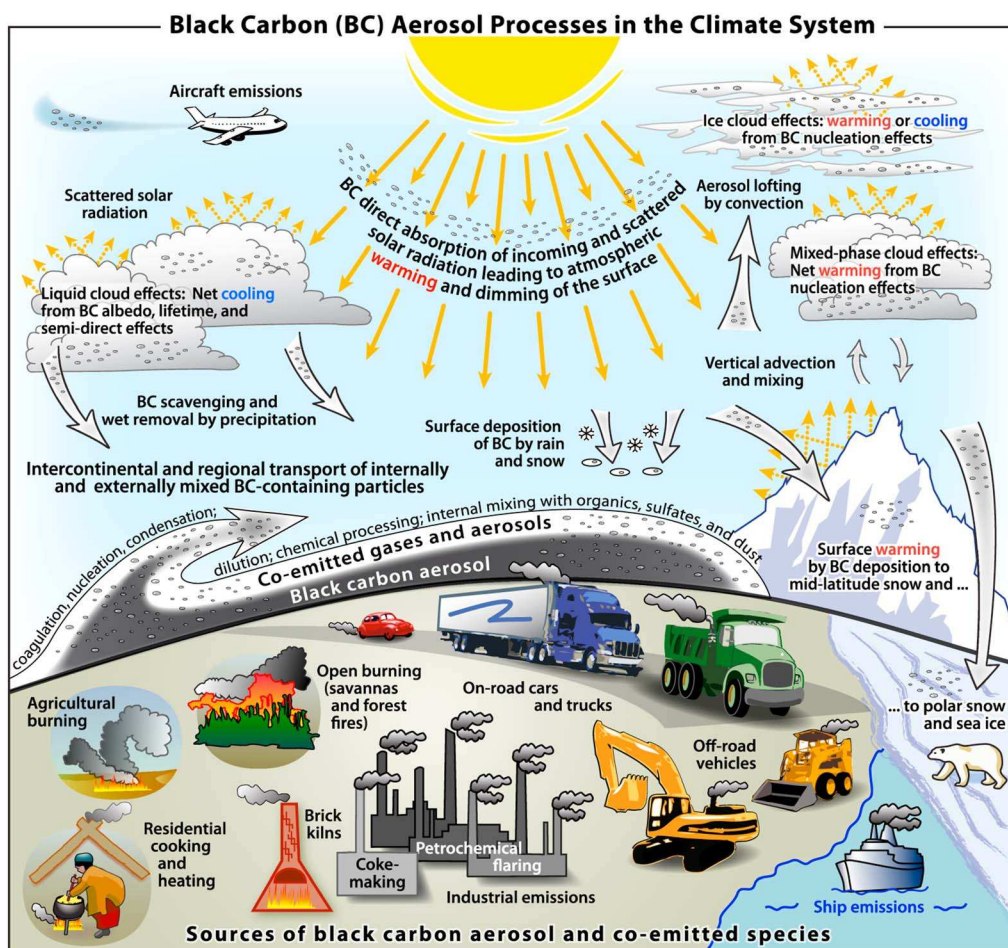 Black Carbon (BC) Aerosol Processes in the Climate System
Aircraft emissions
Ice cloud effects: warming or cooling
from BC nucleation effects
Scattered solar
radiation
BC direct absorption of incoming and scattered
solar radiation leading to atmospheric
warming and dimming of the surface
Aerosol lofting
by convection
Liquid cloud effects: Net cooling
from BC albedo, lifetime, and
semi-direct effects
Mixed-phase cloud effects:
Net warming from BC
nucleation effects
Vertical advection
and mixing
BC scavenging and
wet removal by precipitation
Surface deposition
of BC by rain
and snow
Intercontinental and regional transport of internally
and externally mixed BC-containing particles
coagulation, nucleation, condensation;
dilution; chemical processing; internal mixing with organics, sulfates, and dust
Co-emitted gases and aerosols
Black carbon aerosol
Surface warming
by BC deposition to
mid-latitude snow and ...
... to polar snow
and sea ice
Agricultural
burning
Open burning
(savannas
and forest
fires)
On-road cars
and trucks
Off-road
vehicles
Residential
cooking
and
heating
Brick
kilns
Coke-
making
Petrochemical
flaring
Industrial emissions
Ship emissions
Sources of black carbon aerosol and co-emitted species